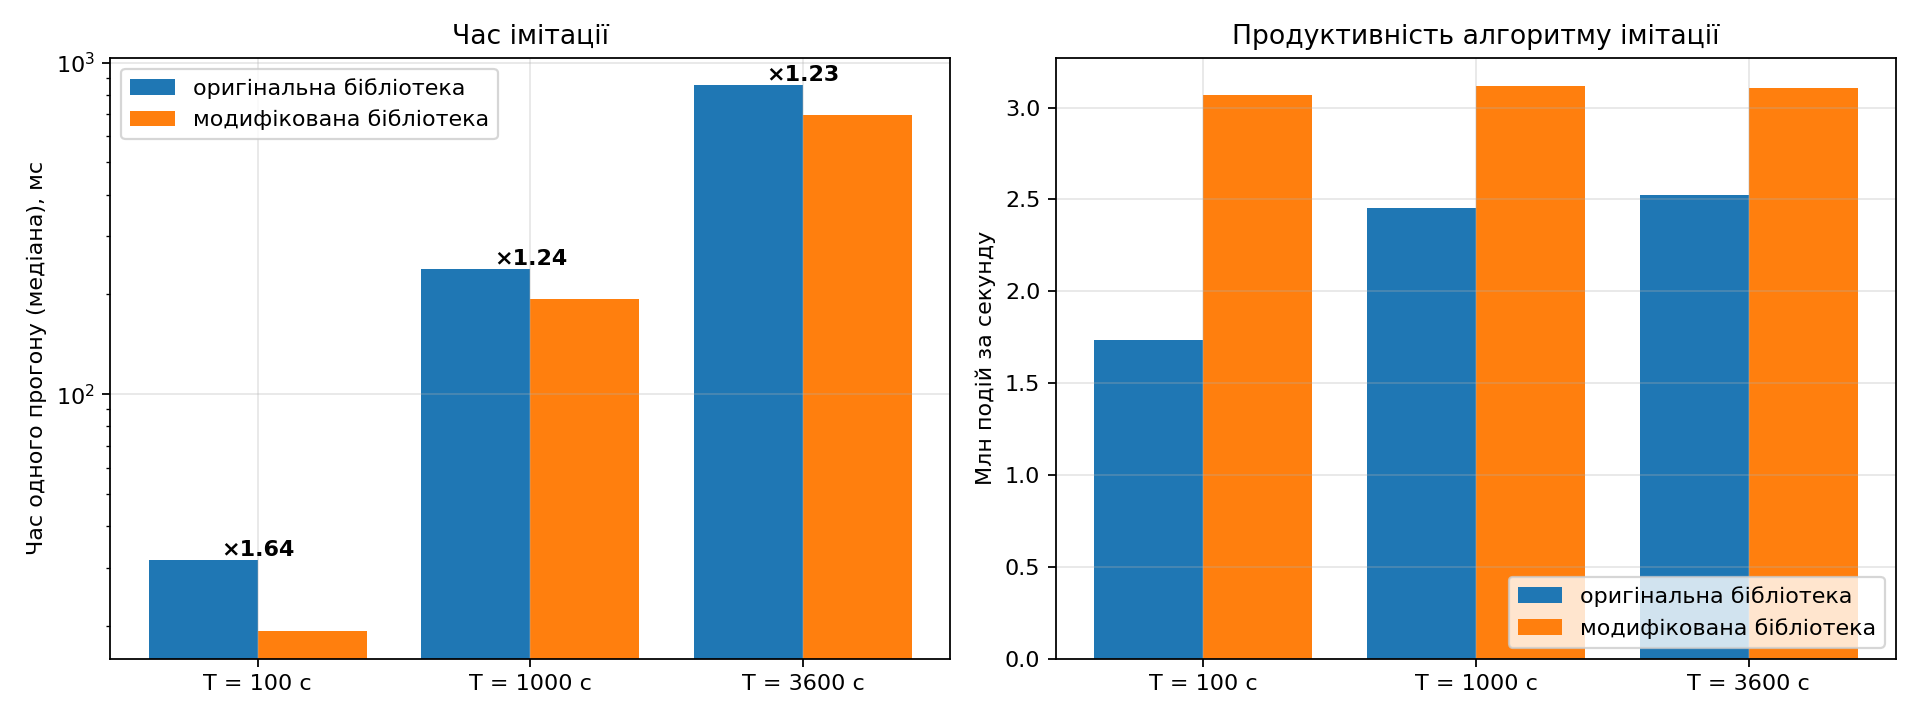 Час імітації
Час одного прогону (медіана), мс
10³
10²
оригінальна бібліотека
модифікована бібліотека
×1.64
×1.24
×1.23
T = 100 с
T = 1000 с
T = 3600 с
Продуктивність алгоритму імітації
Млн подій за секунду
3.0
2.5
2.0
1.5
1.0
0.5
0.0
оригінальна бібліотека
модифікована бібліотека
T = 100 с
T = 1000 с
T = 3600 с